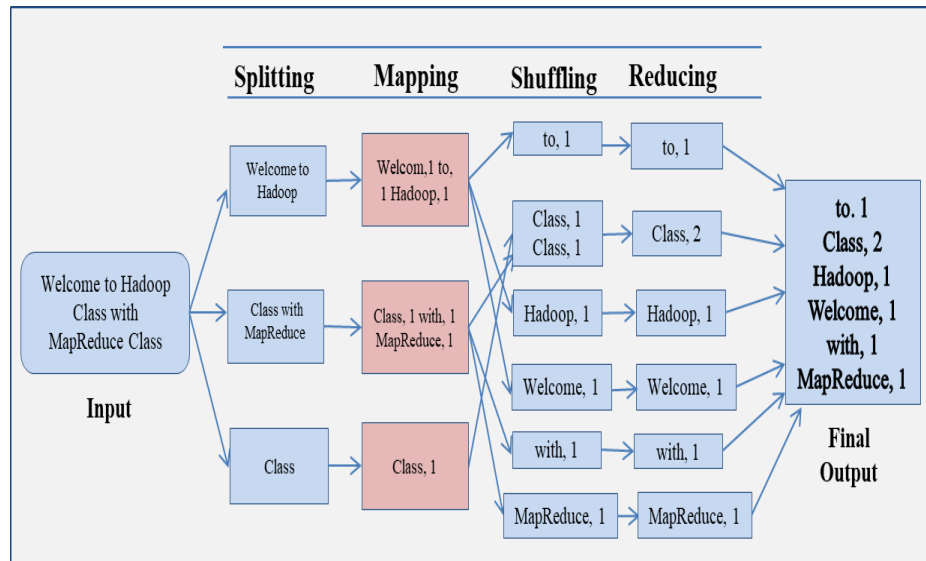 Splitting
Mapping
Shuffling
Reducing
Welcome to Hadoop
Class with
MapReduce Class
Input
Welcome to
Hadoop
Class with
MapReduce
Class
Welcom,1 to,
1 Hadoop, 1
Class, 1 with, 1
MapReduce, 1
Class, 1
to, 1
Class, 1
Class, 1
Hadoop, 1
Welcome, 1
with, 1
MapReduce, 1
to, 1
Class, 2
Hadoop, 1
Welcome, 1
with, 1
MapReduce, 1
to. 1
Class, 2
Hadoop, 1
Welcome, 1
with, 1
MapReduce, 1
Final
Output